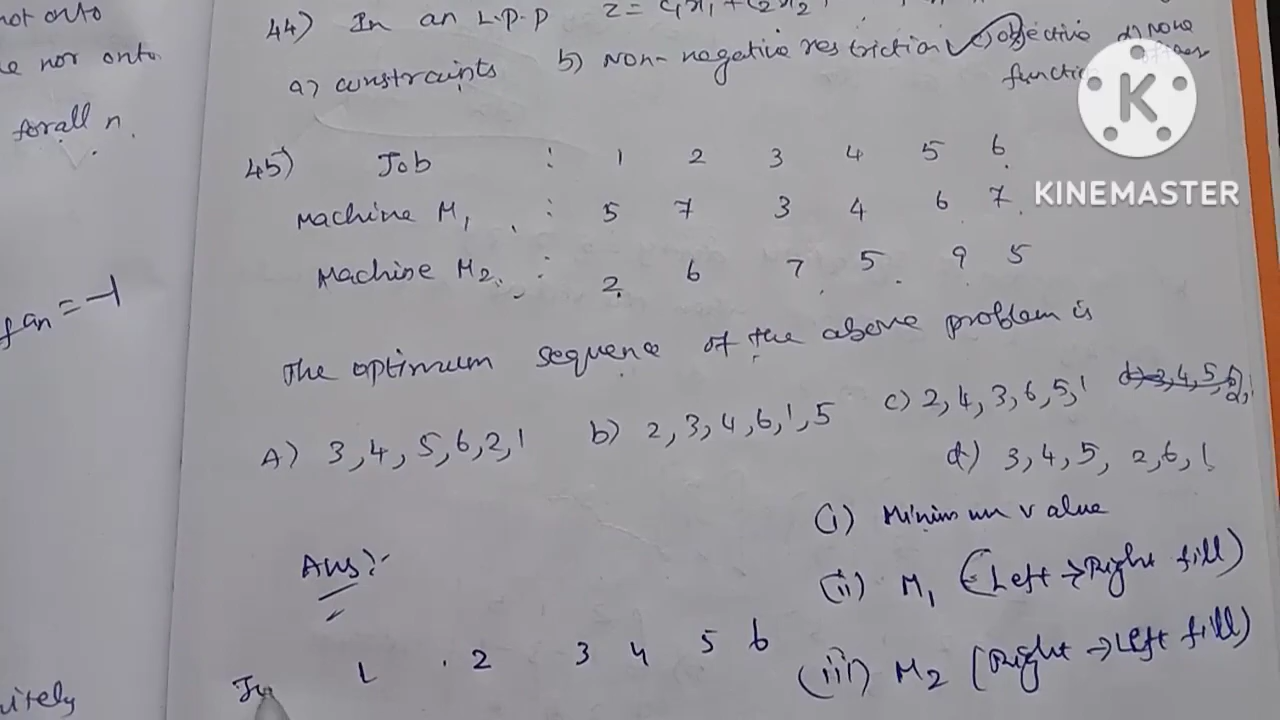 not onto
e nor onto.
for all n.
fan = -1
uitely
44) In an L.P.P z = c1x1 + c2x2
a) constraints b) Non-negative restriction c) objective function d) none
45) Job : 1 2 3 4 5 6
Machine M1 : 5 7 3 4 6 7
Machine M2 : 2 6 7 5 9 5
The optimum sequence of the above problem is
A) 3,4,5,6,2,1 b) 2,3,4,6,1,5 c) 2,4,3,6,5,1
d) 3,4,5,2,6,1
(i) Minimum value
Ans:-
(ii) M1 (Left → Right fill)
(iii) M2 (Right → Left fill)
1 2 3 4 5 6
K
KINEMASTER